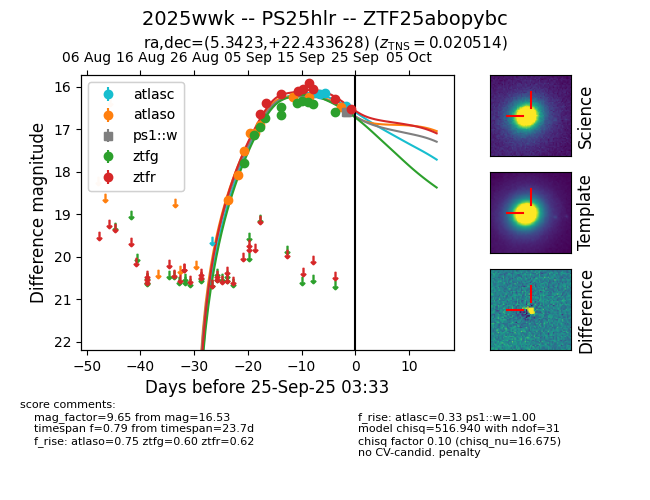 2025wwk -- PS25hlr -- ZTF25abopybc
ra,dec=(5.3423,+22.433628) (z_TNS = 0.020514)
06 Aug 16 Aug 26 Aug 05 Sep 15 Sep 25 Sep 05 Oct
atlasc
atlaso
ps1::w
ztfg
ztfr
16
17
18
19
20
21
22
Difference magnitude
−50 −40 −30 −20 −10 0 10
Days before 25-Sep-25 03:33
Science
Template
Difference
score comments:
mag_factor=9.65 from mag=16.53
timespan f=0.79 from timespan=23.7d
f_rise: atlaso=0.75 ztfg=0.60 ztfr=0.62
f_rise: atlasc=0.33 ps1::w=1.00
model chisq=516.940 with ndof=31
chisq factor 0.10 (chisq_nu=16.675)
no CV-candid. penalty